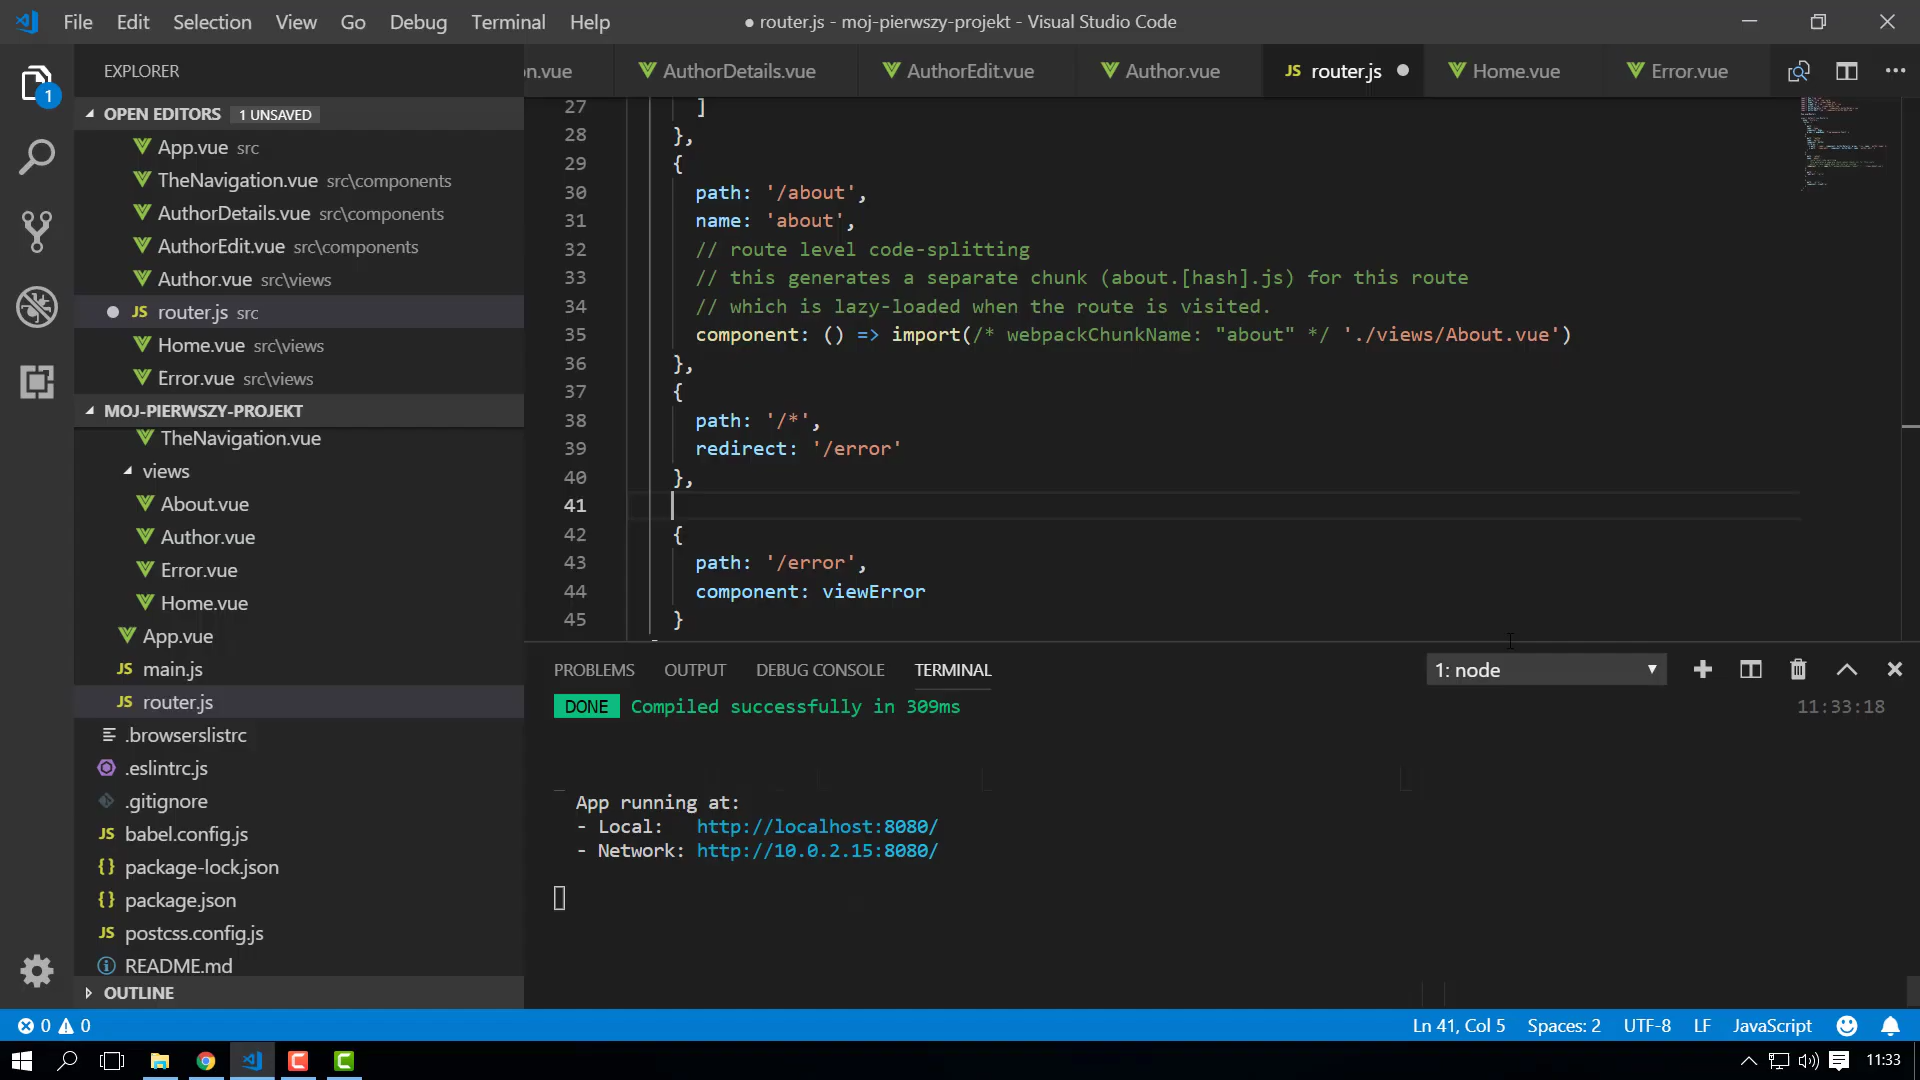 File Edit Selection View Go Debug Terminal Help
● router.js - moj-pierwszy-projekt - Visual Studio Code
EXPLORER
1
OPEN EDITORS 1 UNSAVED
App.vue src
TheNavigation.vue src\components
AuthorDetails.vue src\components
AuthorEdit.vue src\components
Author.vue src\views
JS router.js src
Home.vue src\views
Error.vue src\views
MOJ-PIERWSZY-PROJEKT
TheNavigation.vue
views
About.vue
Author.vue
Error.vue
Home.vue
App.vue
JS main.js
JS router.js
.browserslistrc
.eslintrc.js
.gitignore
JS babel.config.js
{} package-lock.json
{} package.json
JS postcss.config.js
README.md
OUTLINE
n.vue AuthorDetails.vue AuthorEdit.vue Author.vue JS router.js Home.vue Error.vue
27 ]
28 },
29 {
30 path: '/about',
31 name: 'about',
32 // route level code-splitting
33 // this generates a separate chunk (about.[hash].js) for this route
34 // which is lazy-loaded when the route is visited.
35 component: () => import(/* webpackChunkName: "about" */ './views/About.vue')
36 },
37 {
38 path: '/*',
39 redirect: '/error'
40 },
41
42 {
43 path: '/error',
44 component: viewError
45 }
PROBLEMS OUTPUT DEBUG CONSOLE TERMINAL
1: node
DONE Compiled successfully in 309ms 11:33:18
App running at:
- Local: http://localhost:8080/
- Network: http://10.0.2.15:8080/
0 0
Ln 41, Col 5 Spaces: 2 UTF-8 LF JavaScript
11:33